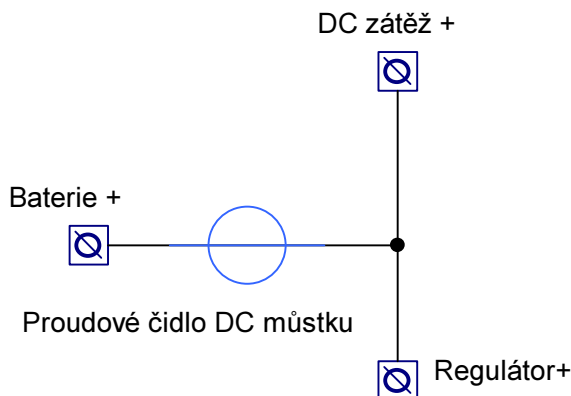 DC zátěž +
Baterie +
Proudové čidlo DC můstku
Regulátor+